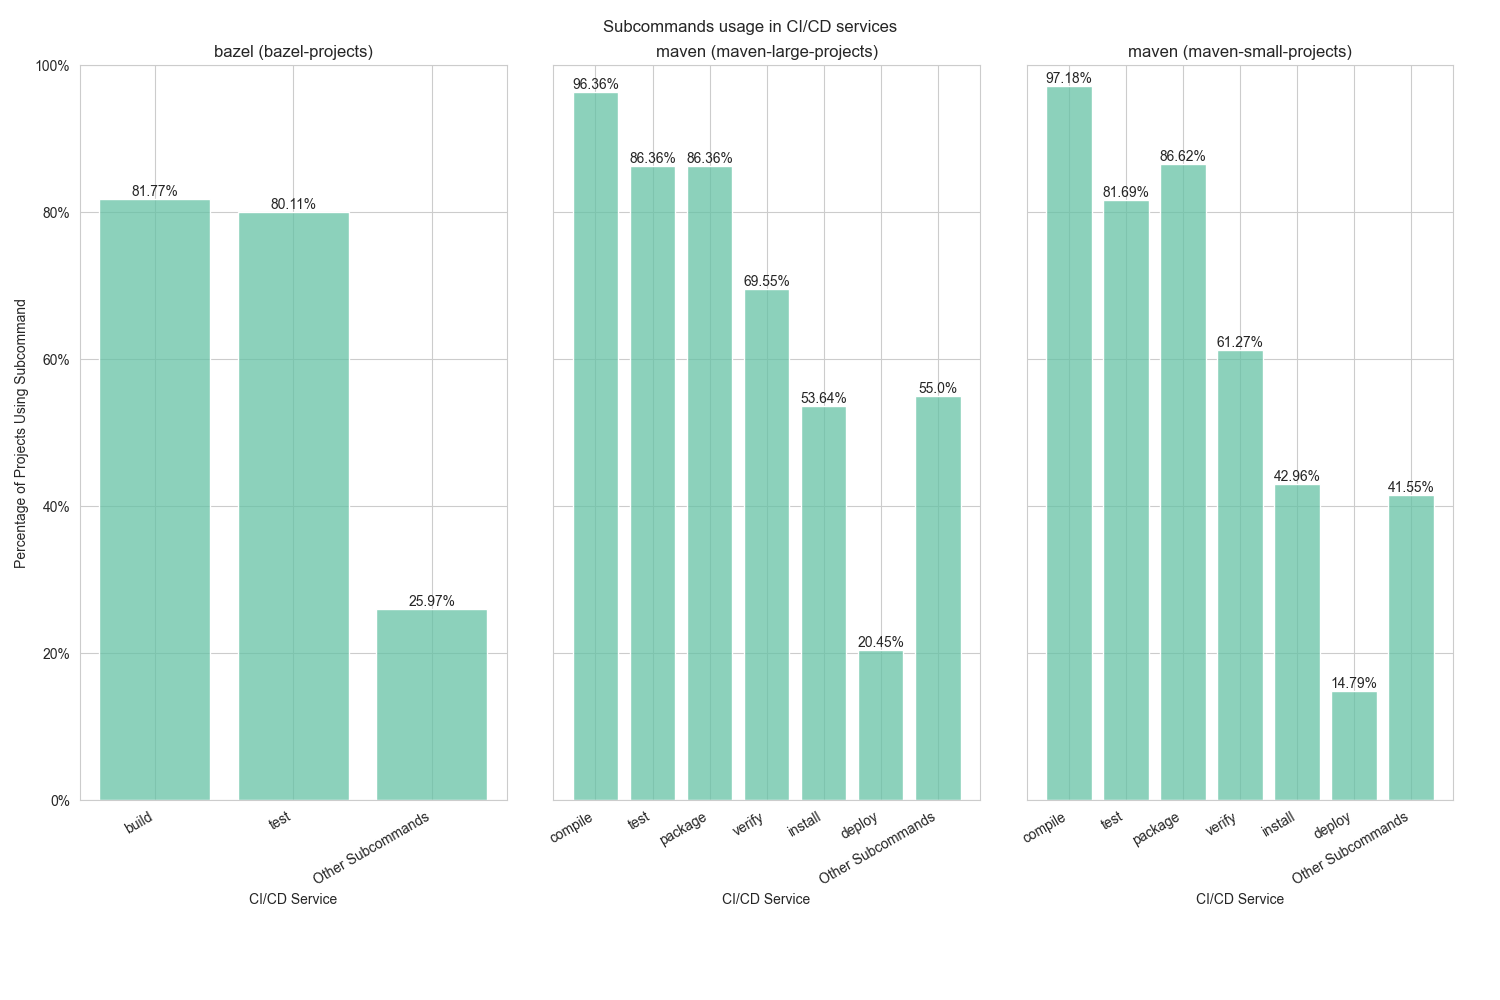 Subcommands usage in CI/CD services
bazel (bazel-projects)
maven (maven-large-projects)
maven (maven-small-projects)
Percentage of Projects Using Subcommand
100%
80%
60%
40%
20%
0%
81.77%
80.11%
25.97%
build
test
Other Subcommands
CI/CD Service
96.36%
86.36%
86.36%
69.55%
53.64%
20.45%
55.0%
compile
test
package
verify
install
deploy
Other Subcommands
CI/CD Service
97.18%
81.69%
86.62%
61.27%
42.96%
14.79%
41.55%
compile
test
package
verify
install
deploy
Other Subcommands
CI/CD Service